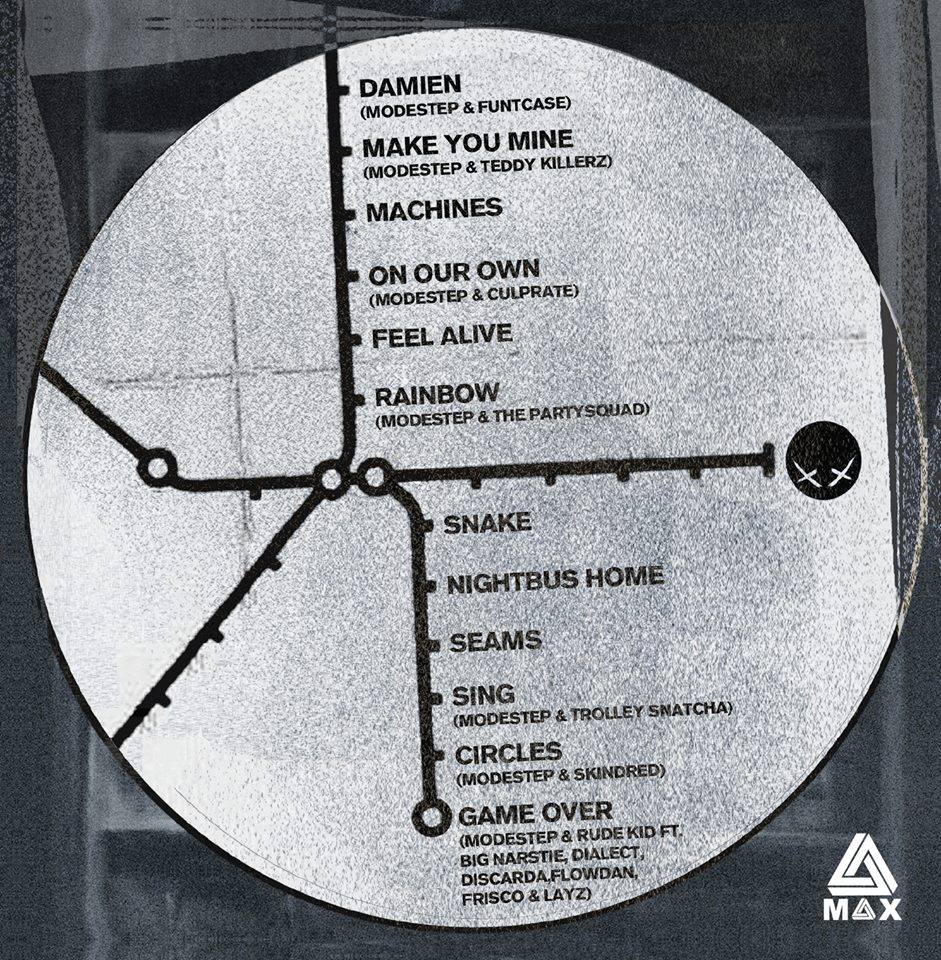 DAMIEN
(MODESTEP & FUNTCASE)
MAKE YOU MINE
(MODESTEP & TEDDY KILLERZ)
MACHINES
ON OUR OWN
(MODESTEP & CULPRATE)
FEEL ALIVE
RAINBOW
(MODESTEP & THE PARTYSQUAD)
SNAKE
NIGHTBUS HOME
SEAMS
SING
(MODESTEP & TROLLEY SNATCHA)
CIRCLES
(MODESTEP & SKINDRED)
GAME OVER
(MODESTEP & RUDE KID FT.
BIG NARSTIE, DIALECT,
DISCARDA,FLOWDAN,
FRISCO & LAYZ)
MAX